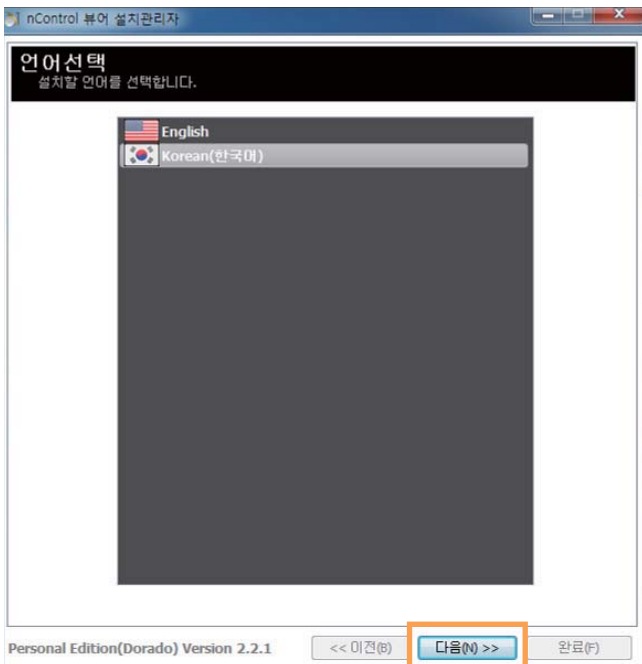 nControl 뷰어 설치관리자
언어선택
설치할 언어를 선택합니다.
English
Korean(한국어)
Personal Edition(Dorado) Version 2.2.1
<< 이전(B)
다음(N) >>
완료(F)